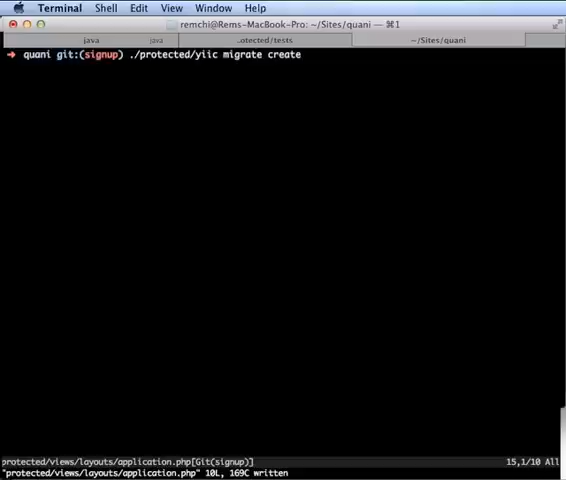 Terminal Shell Edit View Window Help
remchi@Rems-MacBook-Pro: ~/Sites/quani — ⌘1
java java ..otected/tests ~/Sites/quani
➜ quani git:(signup) ./protected/yiic migrate create
protected/views/layouts/application.php[Git(signup)] 15,1/10 All
"protected/views/layouts/application.php" 10L, 169C written